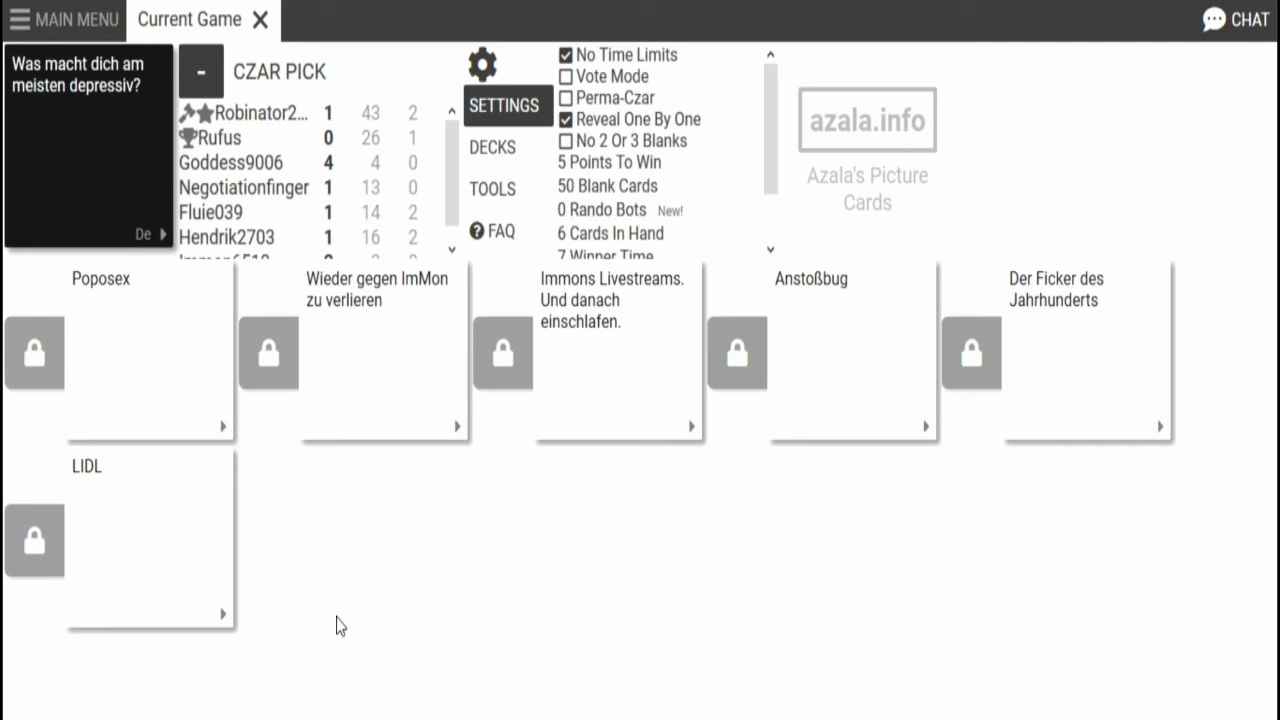 MAIN MENU
Current Game
CHAT
Was macht dich am
meisten depressiv?
De
-
CZAR PICK
Robinator2... 1 43 2
Rufus 0 26 1
Goddess9006 4 4 0
Negotiationfinger 1 13 0
Fluie039 1 14 2
Hendrik2703 1 16 2
SETTINGS
DECKS
TOOLS
FAQ
No Time Limits
Vote Mode
Perma-Czar
Reveal One By One
No 2 Or 3 Blanks
5 Points To Win
50 Blank Cards
0 Rando Bots New!
6 Cards In Hand
7 Winner Time
azala.info
Azala's Picture
Cards
Poposex
Wieder gegen ImMon
zu verlieren
Immons Livestreams.
Und danach
einschlafen.
Anstoßbug
Der Ficker des
Jahrhunderts
LIDL